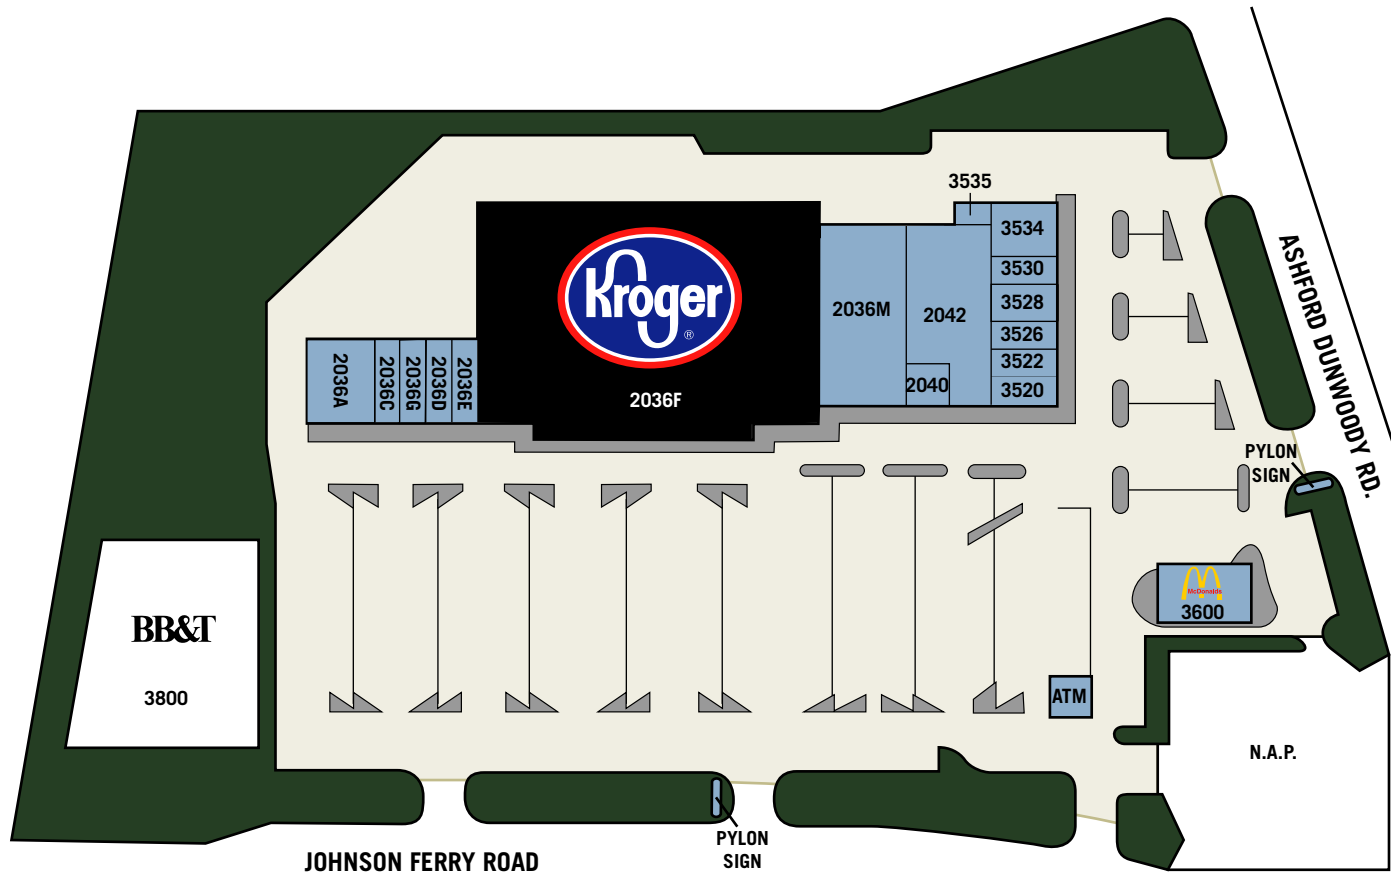 3535
3534
3530
3528
3526
3522
3520
2036M
2042
2040
Kroger
®
2036F
2036A
2036C
2036G
2036D
2036E
ASHFORD DUNWOODY RD.
PYLON
SIGN
McDonalds
3600
BB&T
3800
ATM
N.A.P.
PYLON
SIGN
JOHNSON FERRY ROAD